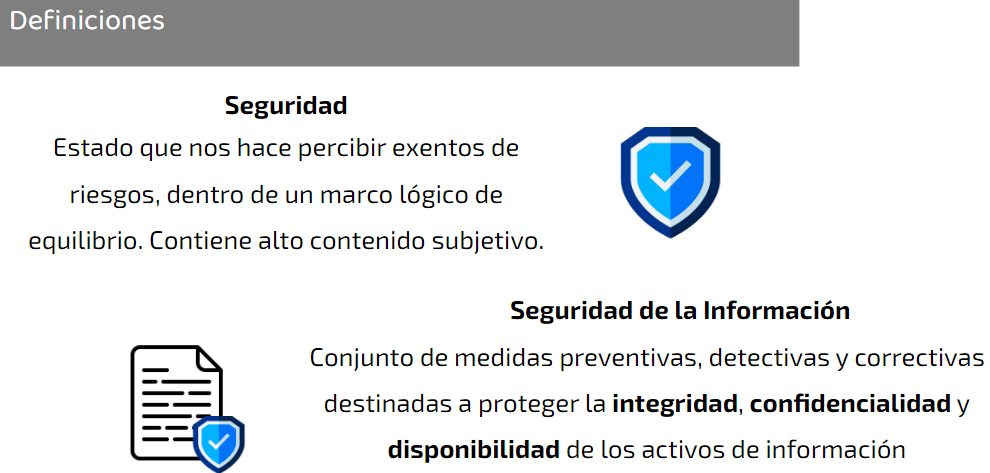 Definiciones
Seguridad
Estado que nos hace percibir exentos de
riesgos, dentro de un marco lógico de
equilibrio. Contiene alto contenido subjetivo.
Seguridad de la Información
Conjunto de medidas preventivas, detectivas y correctivas
destinadas a proteger la integridad, confidencialidad y
disponibilidad de los activos de información